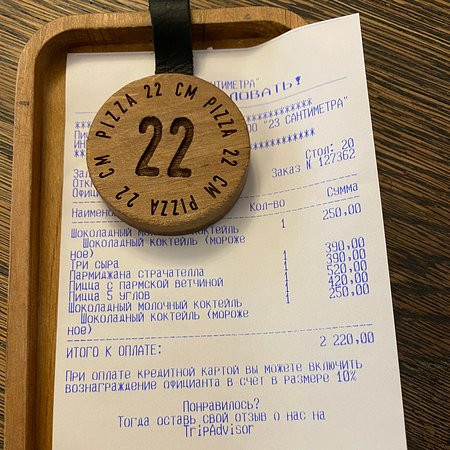 PIZZA 22 CM PIZZA 22 CM PIZZA 22 CM
22
САНТИМЕТРА"
ОВАТЬ!
"23 САНТИМЕТРА
Стол: 20
Заказ N 127362
Кол-во Сумма
Шоколадный коктейль 1 250,00
Шоколадный коктейль (мороже
ное)
Три сыра 1 390,00
Пармиджана страчателла 1 390,00
Пицца с пармской ветчиной 1 520,00
Пицца 5 углов 1 420,00
Шоколадный молочный коктейль 1 250,00
Шоколадный коктейль (мороже
ное)
ИТОГО К ОПЛАТЕ: 2 220,00
При оплате кредитной картой вы можете включить
вознаграждение официанта в счет в размере 10%
Понравилось?
Тогда оставь свой отзыв о нас на
TripAdvisor